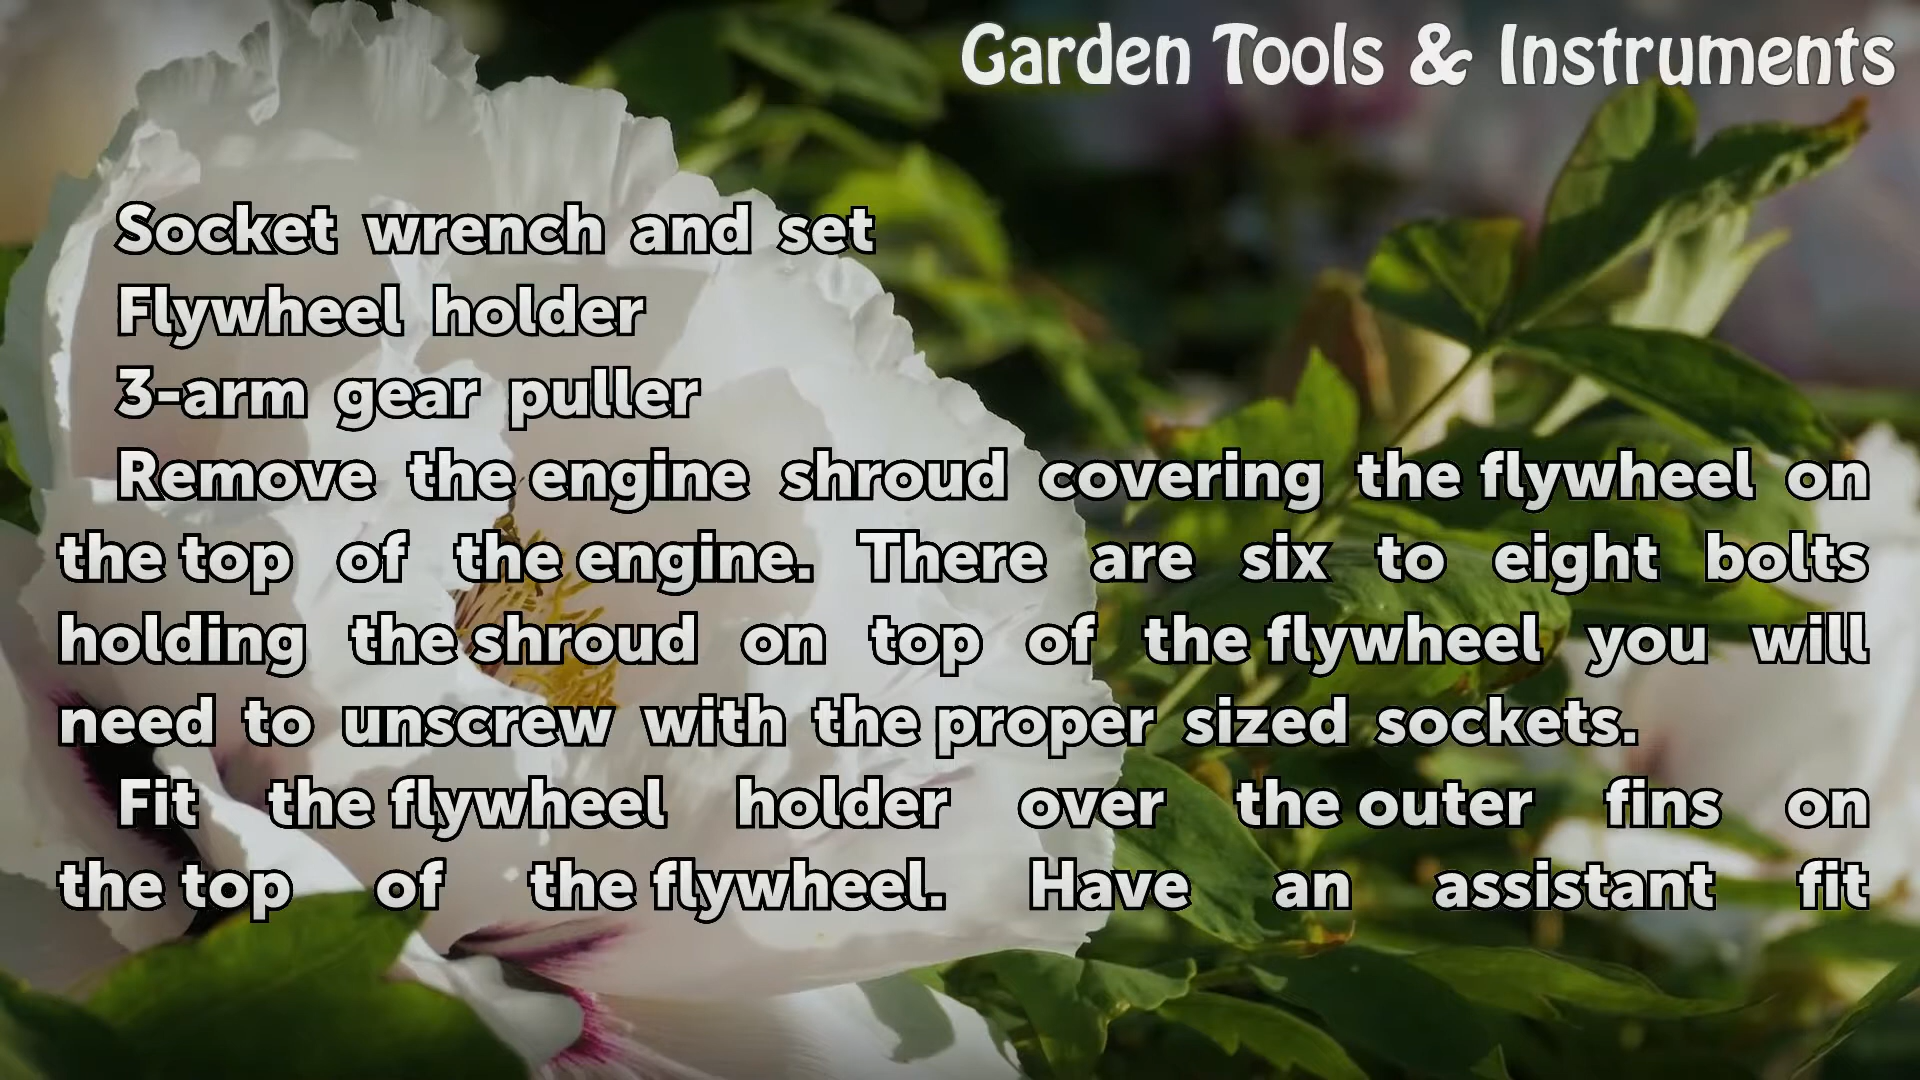 Garden Tools & Instruments
Socket wrench and set
Flywheel holder
3-arm gear puller
Remove the engine shroud covering the flywheel on
the top of the engine. There are six to eight bolts
holding the shroud on top of the flywheel you will
need to unscrew with the proper sized sockets.
Fit the flywheel holder over the outer fins on
the top of the flywheel. Have an assistant fit